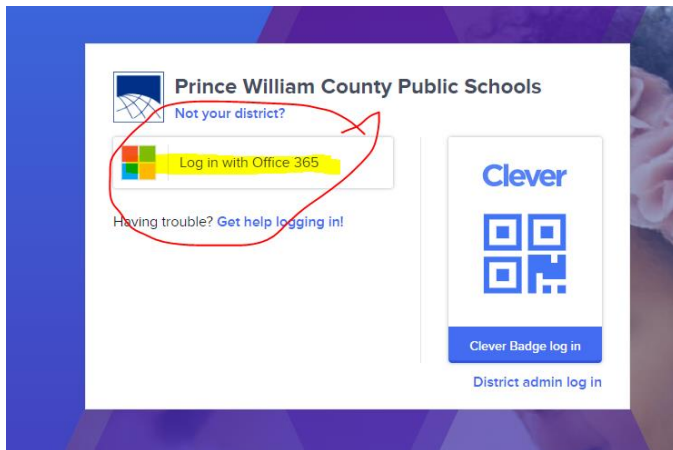 Prince William County Public Schools
Not your district?
Log in with Office 365
Having trouble? Get help logging in!
Clever
Clever Badge log in
District admin log in